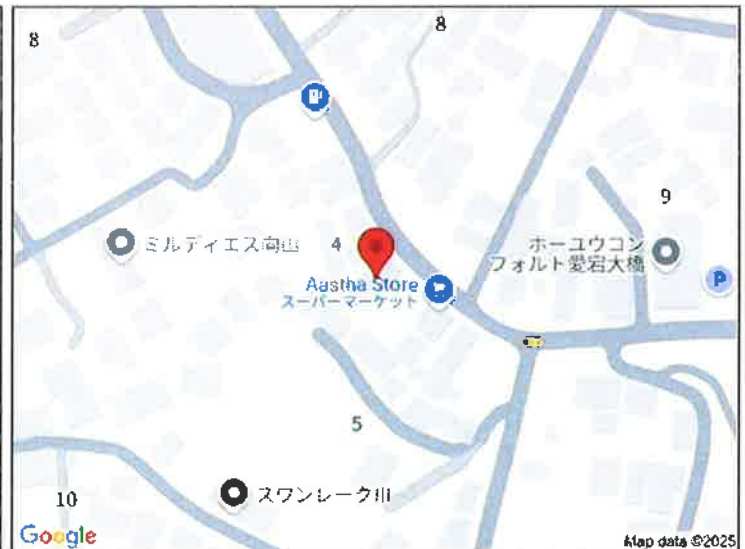 8
8
9
ミルディエス向山
4
ホーユウコン
フォルト愛宕大橋
P
Aastha Store
スーパーマーケット
5
スワンレーク
10
Google
Map data ©2025